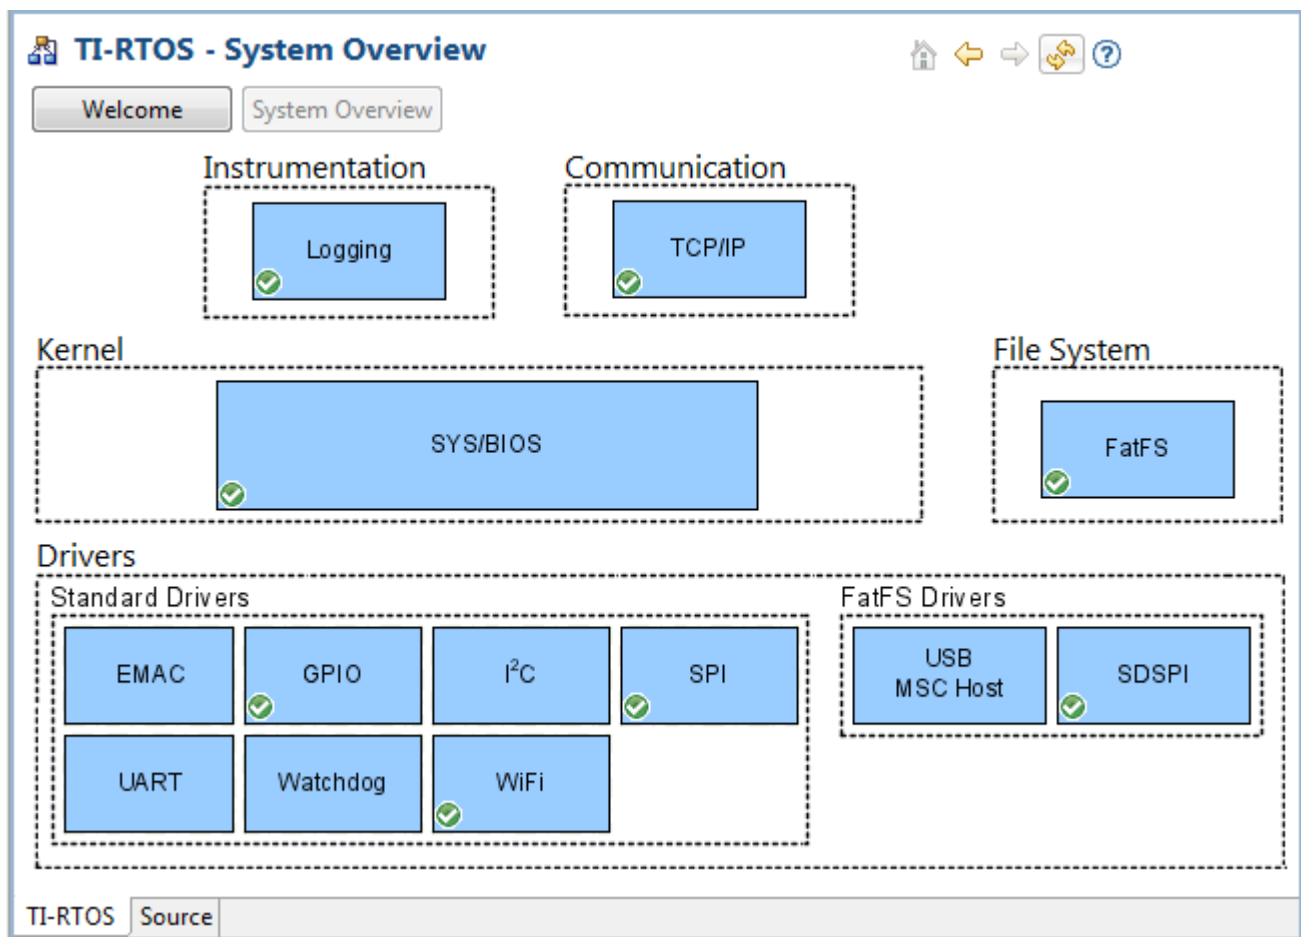 TI-RTOS - System Overview
Welcome
System Overview
Instrumentation
Communication
Logging
TCP/IP
Kernel
File System
SYS/BIOS
FatFS
Drivers
Standard Drivers
FatFS Drivers
EMAC
GPIO
I²C
SPI
USB
MSC Host
SDSPI
UART
Watchdog
WiFi
TI-RTOS
Source